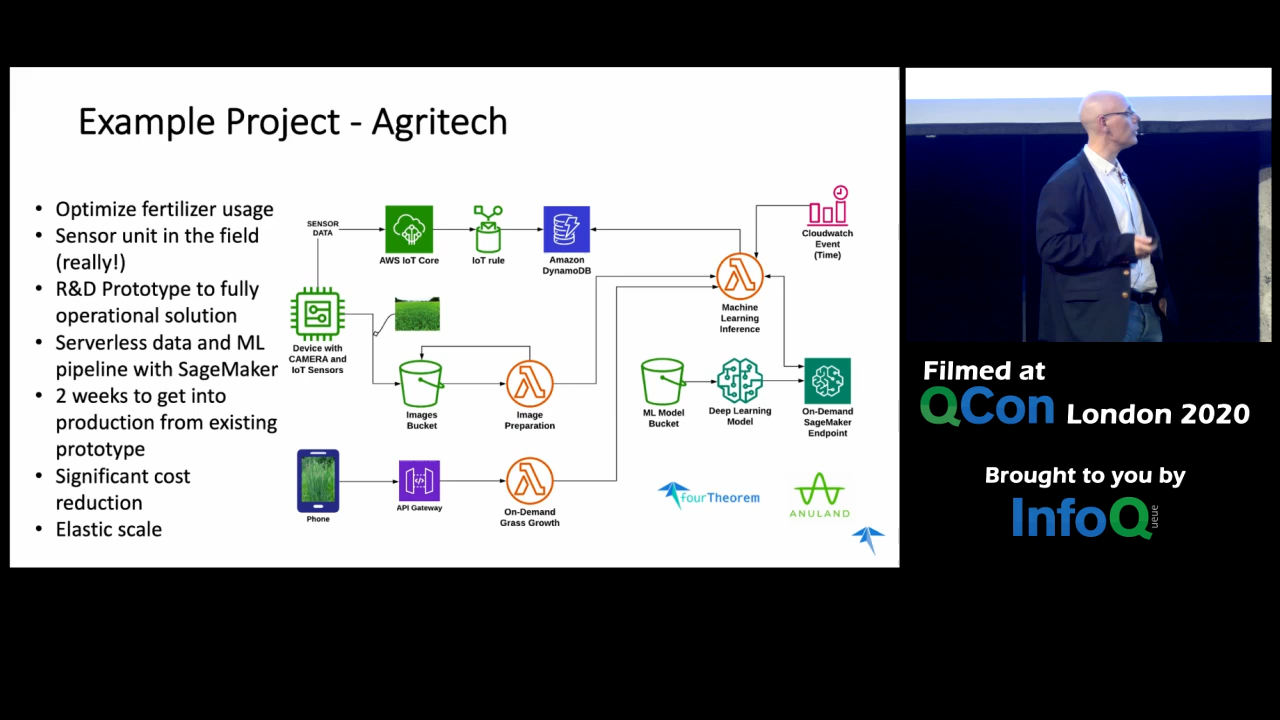 Example Project - Agritech
• Optimize fertilizer usage
• Sensor unit in the field
(really!)
• R&D Prototype to fully
operational solution
• Serverless data and ML
pipeline with SageMaker
• 2 weeks to get into
production from existing
prototype
• Significant cost
reduction
• Elastic scale
SENSOR
DATA
AWS IoT Core
IoT rule
Amazon
DynamoDB
Cloudwatch
Event
(Time)
Machine
Learning
Inference
Device with
CAMERA and
IoT Sensors
Images
Bucket
Image
Preparation
ML Model
Bucket
Deep Learning
Model
On-Demand
SageMaker
Endpoint
Phone
API Gateway
On-Demand
Grass Growth
fourTheorem
ANULAND
Filmed at
QCon London 2020
Brought to you by
InfoQ
ueue